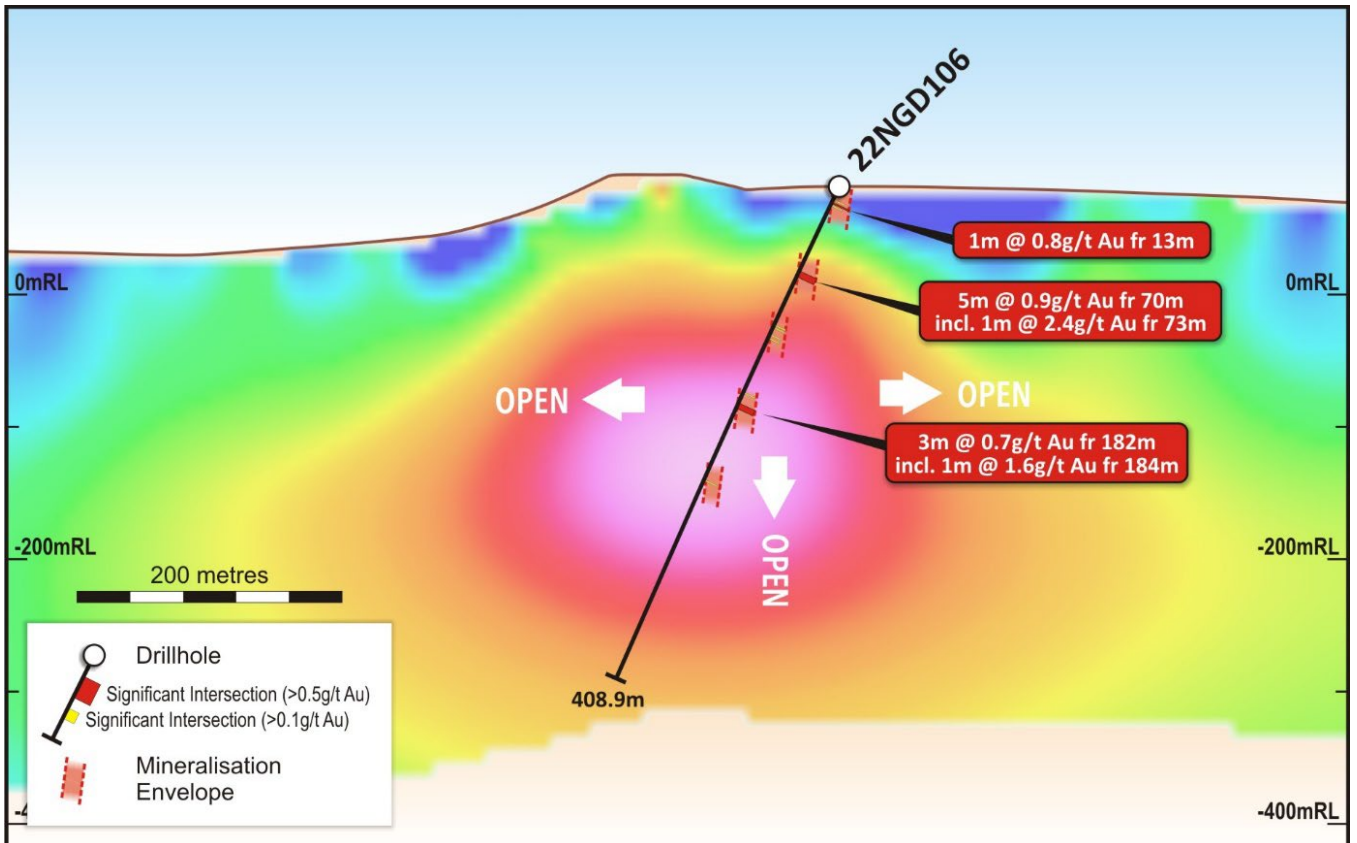 22NGD106
1m @ 0.8g/t Au fr 13m
0mRL
0mRL
5m @ 0.9g/t Au fr 70m
incl. 1m @ 2.4g/t Au fr 73m
OPEN
OPEN
3m @ 0.7g/t Au fr 182m
incl. 1m @ 1.6g/t Au fr 184m
OPEN
-200mRL
-200mRL
200 metres
408.9m
Drillhole
Significant Intersection (>0.5g/t Au)
Significant Intersection (>0.1g/t Au)
Mineralisation
Envelope
-400mRL